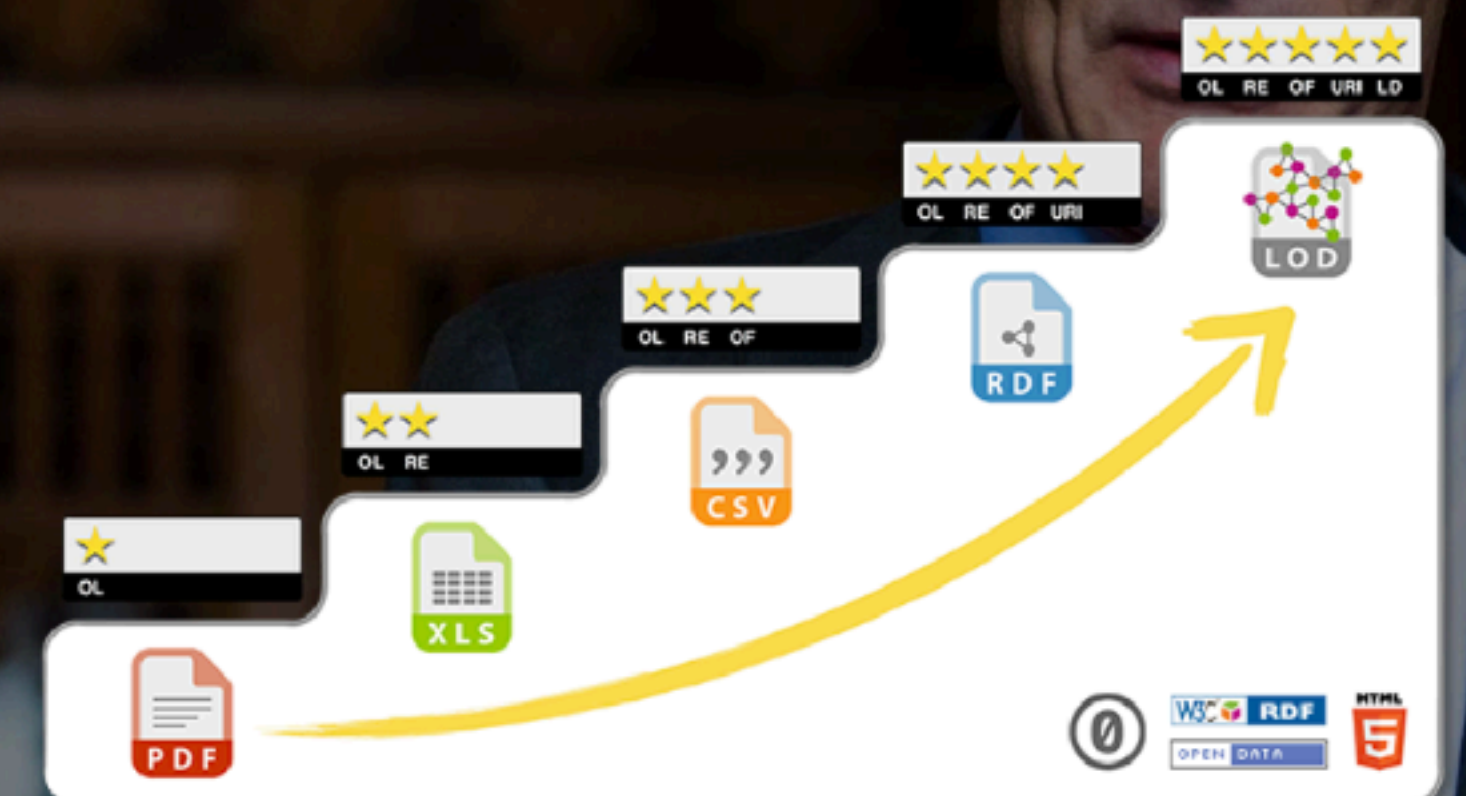 OL RE OF URI LD
OL RE OF URI
LOD
OL RE OF
RDF
OL RE
,,,
CSV
OL
XLS
PDF
HTML
W3C RDF
0
5
OPEN DATA